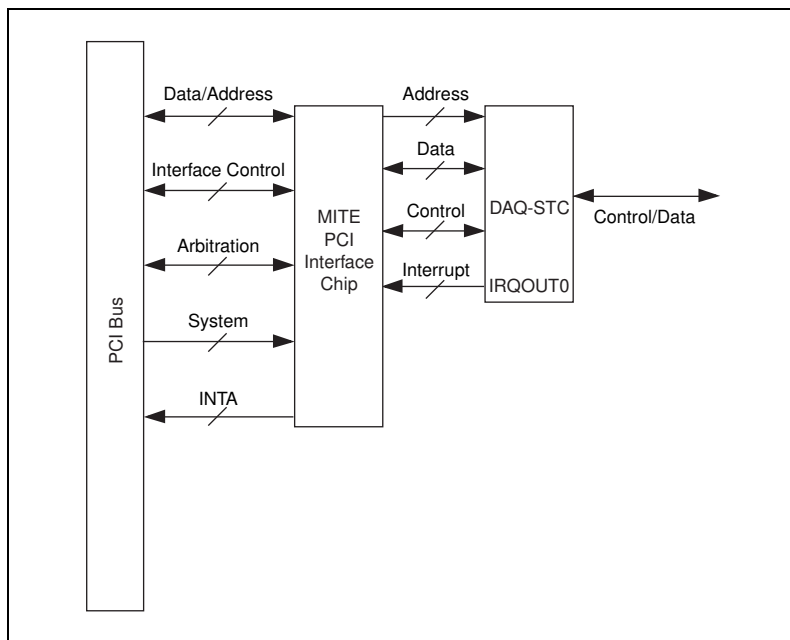 Data/Address
Address
Interface Control
Data
Arbitration
Control
System
Interrupt
INTA
PCI Bus
MITE
PCI
Interface
Chip
DAQ-STC
IRQOUT0
Control/Data